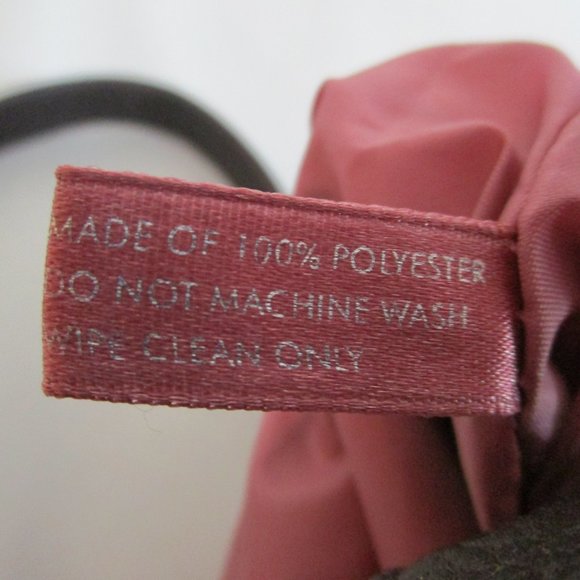 MADE OF 100% POLYESTER
DO NOT MACHINE WASH
WIPE CLEAN ONLY